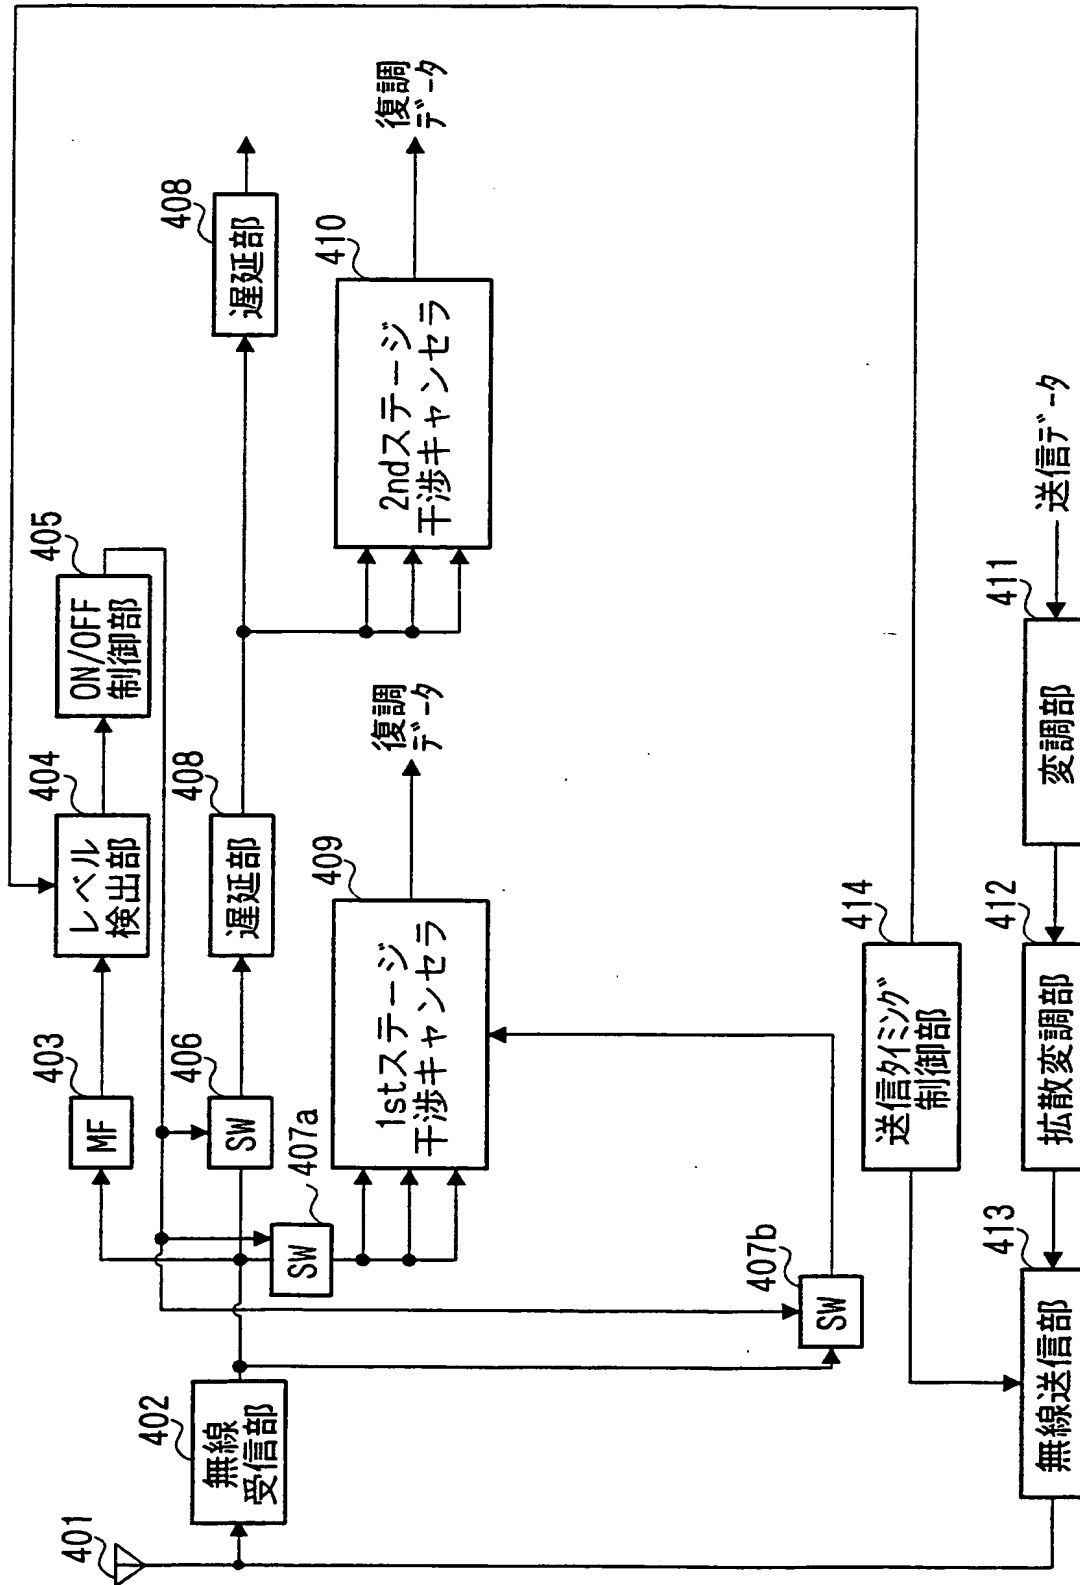 401
402
無線
受信部
403
MF
404
レベル
検出部
405
ON/OFF
制御部
406
SW
408
遅延部
408
遅延部
407a
SW
409
1stステージ
干渉キャンセラ
復調
データ
410
2ndステージ
干渉キャンセラ
復調
データ
407b
SW
414
送信タイミング
制御部
413
無線送信部
412
拡散変調部
411
変調部
送信データ